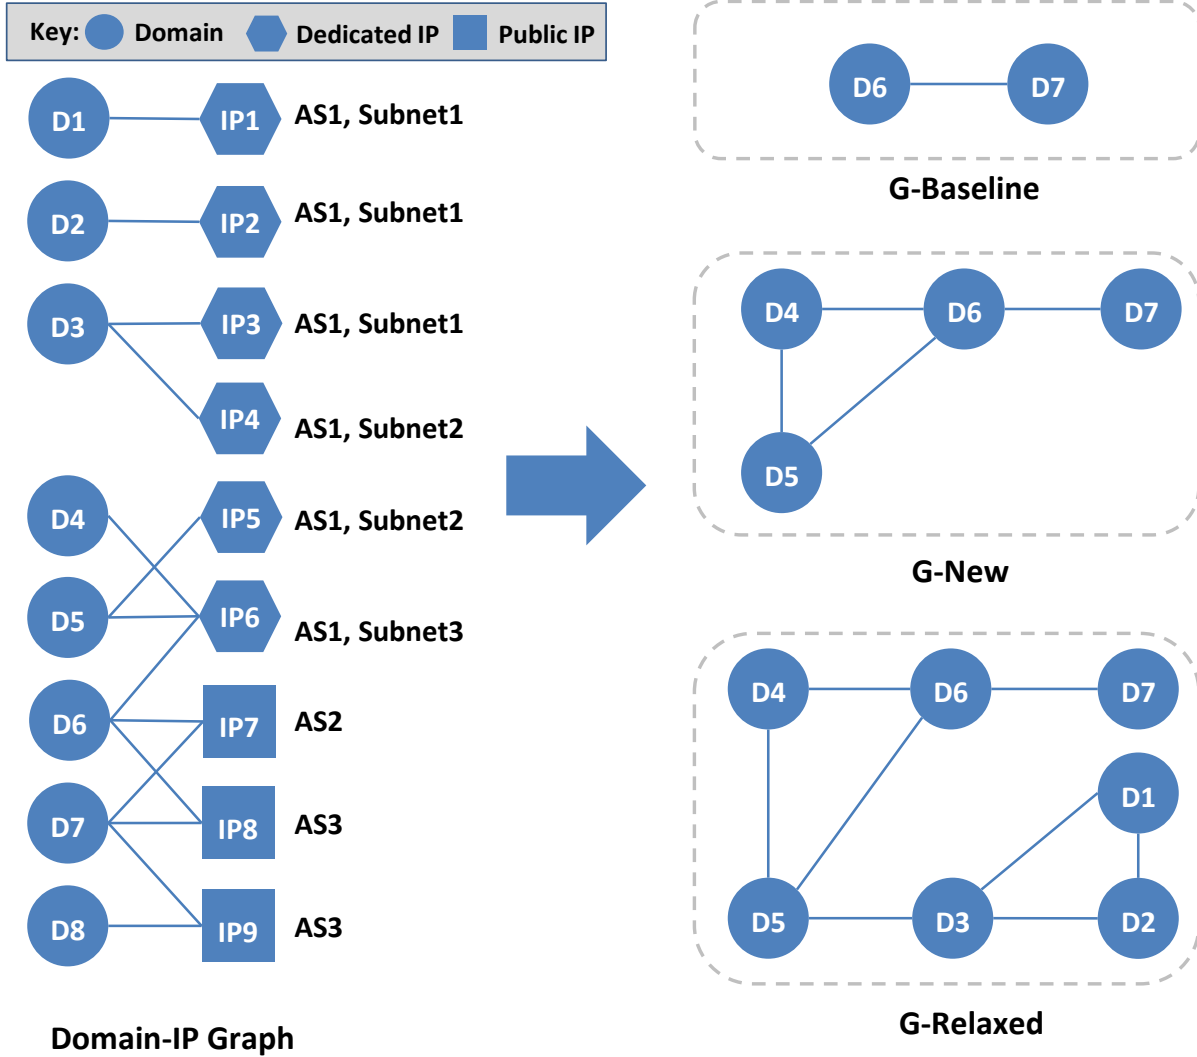 Key: Domain Dedicated IP Public IP
D1 IP1 AS1, Subnet1
D2 IP2 AS1, Subnet1
D3 IP3 AS1, Subnet1
IP4 AS1, Subnet2
D4 IP5 AS1, Subnet2
D5 IP6 AS1, Subnet3
D6 IP7 AS2
D7 IP8 AS3
D8 IP9 AS3
Domain-IP Graph
D6 D7
G-Baseline
D4 D6 D7
D5
G-New
D4 D6 D7
D1
D5 D3 D2
G-Relaxed